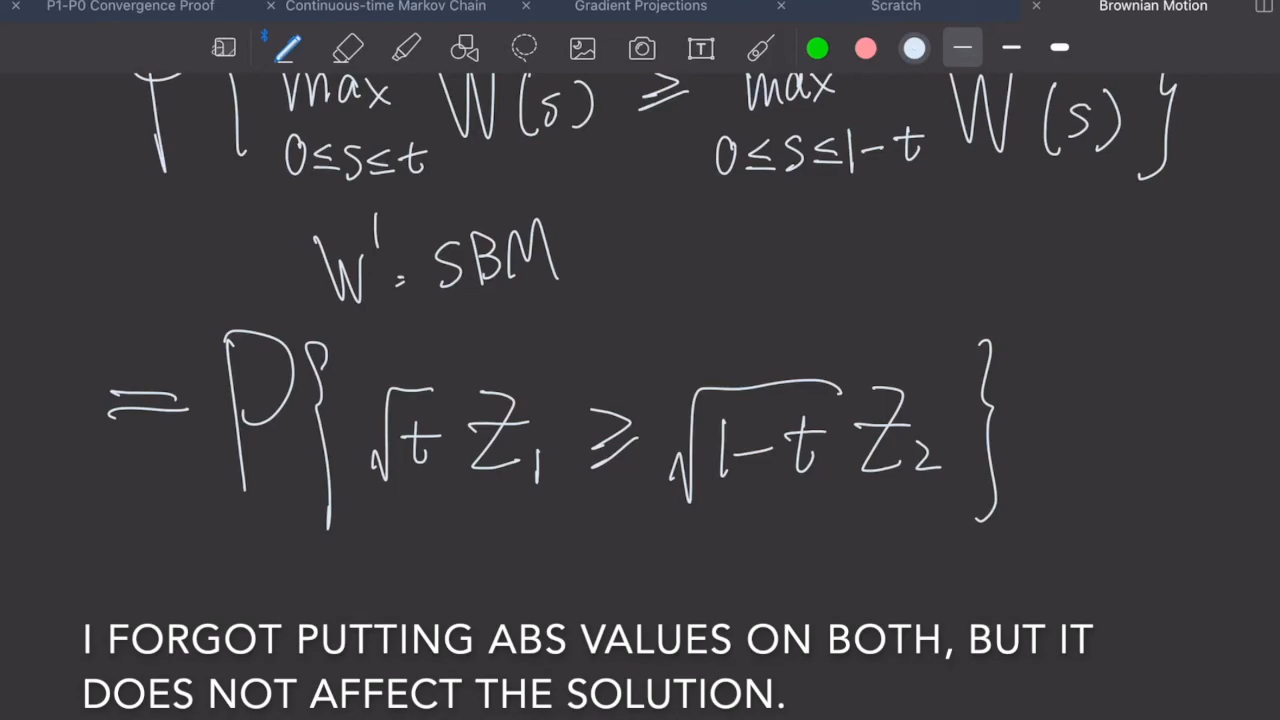 P1-P0 Convergence Proof × Continuous-time Markov Chain × Gradient Projections × Scratch × Brownian Motion
P { max W(s) ≥ max W(s) }
0≤s≤t 0≤s≤1-t
W' = SBM
= P{ √t Z₁ ≥ √1-t Z₂ }
I FORGOT PUTTING ABS VALUES ON BOTH, BUT IT
DOES NOT AFFECT THE SOLUTION.